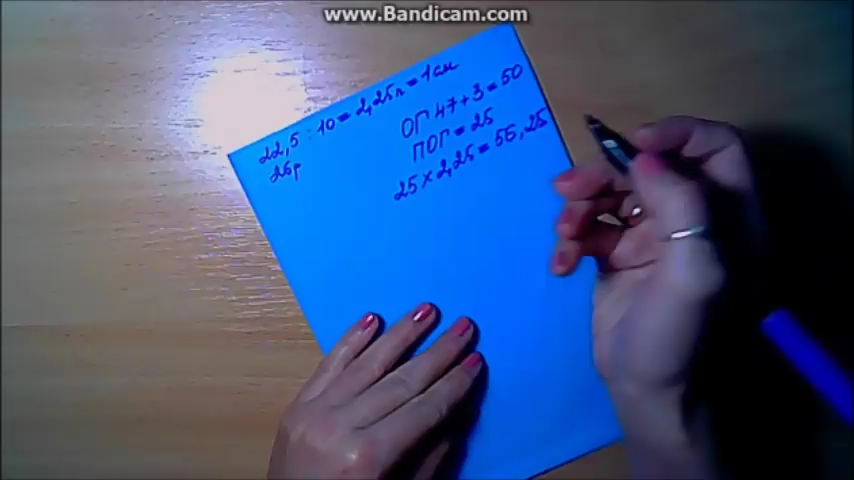 www.Bandicam.com
22,5 : 10 = 2,25п = 1см
26р
ОГ 47+3=50
ПОГ = 25
25 × 2,25 = 56,25